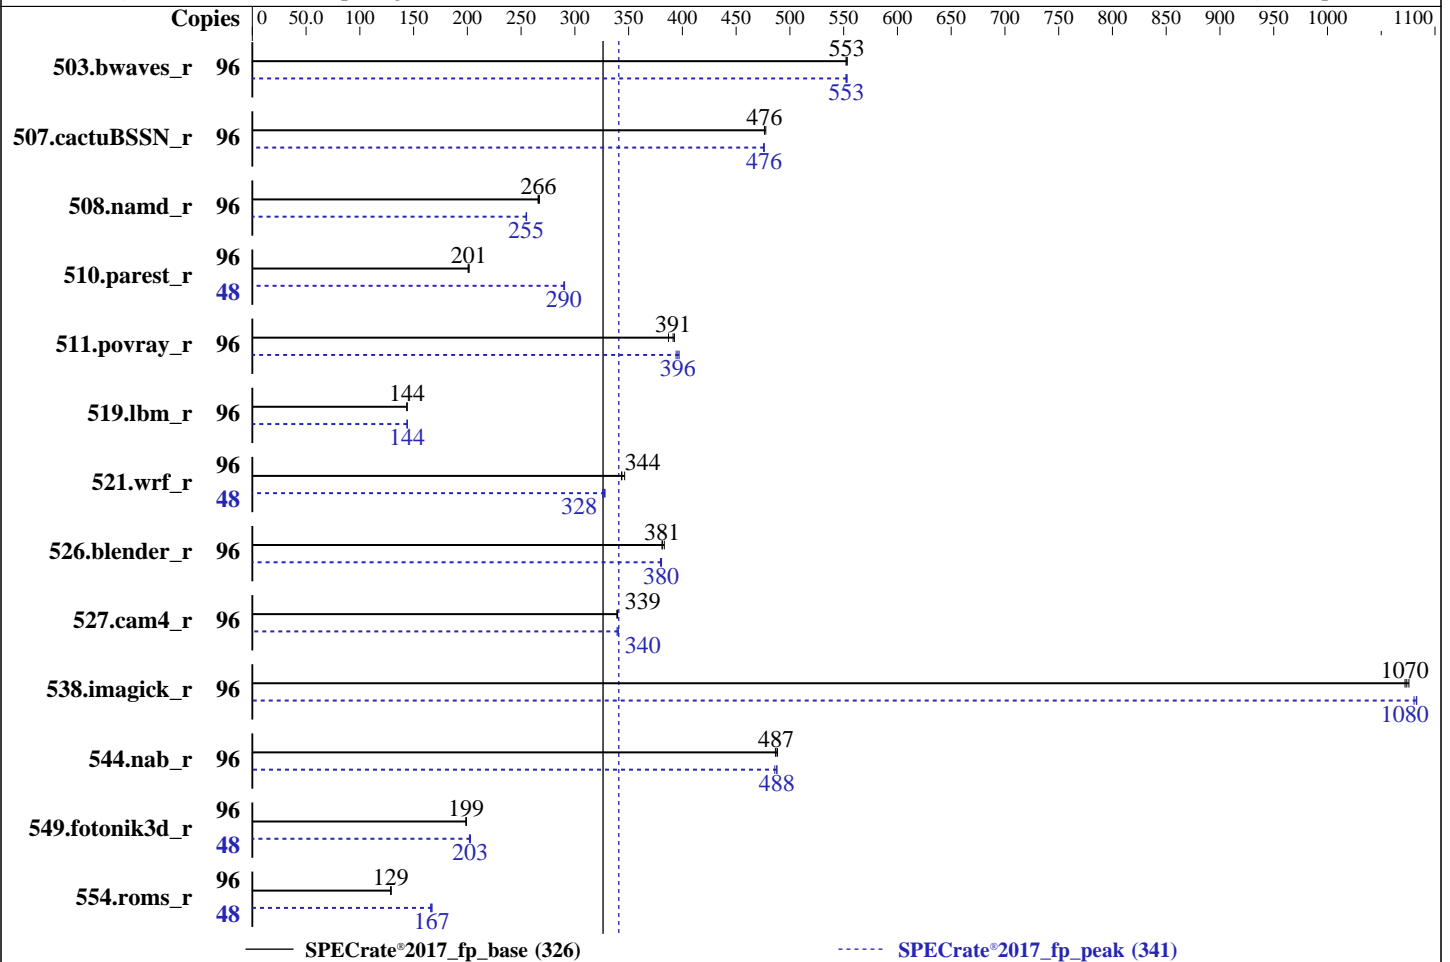 Copies 0 50.0 100 150 200 250 300 350 400 450 500 550 600 650 700 750 800 850 900 950 1000 1100
553
503.bwaves_r 96
553
476
507.cactuBSSN_r 96
476
266
508.namd_r 96
255
96 201
510.parest_r
48 290
391
511.povray_r 96
396
144
519.lbm_r 96
144
96 344
521.wrf_r
48 328
381
526.blender_r 96
380
339
527.cam4_r 96
340
1070
538.imagick_r 96
1080
487
544.nab_r 96
488
96 199
549.fotonik3d_r
48 203
96 129
554.roms_r
48 167
SPECrate®2017_fp_base (326) SPECrate®2017_fp_peak (341)